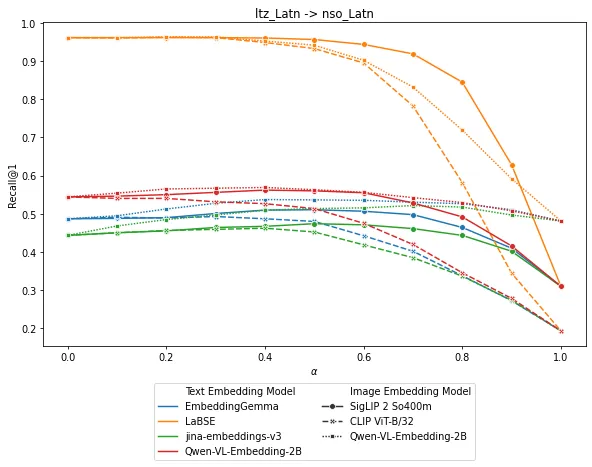 ltz_Latn -> nso_Latn
Recall@1
1.0
0.9
0.8
0.7
0.6
0.5
0.4
0.3
0.2
0.0
0.2
0.4
0.6
0.8
1.0
α
Text Embedding Model
EmbeddingGemma
LaBSE
jina-embeddings-v3
Qwen-VL-Embedding-2B
Image Embedding Model
SigLIP 2 So400m
CLIP ViT-B/32
Qwen-VL-Embedding-2B